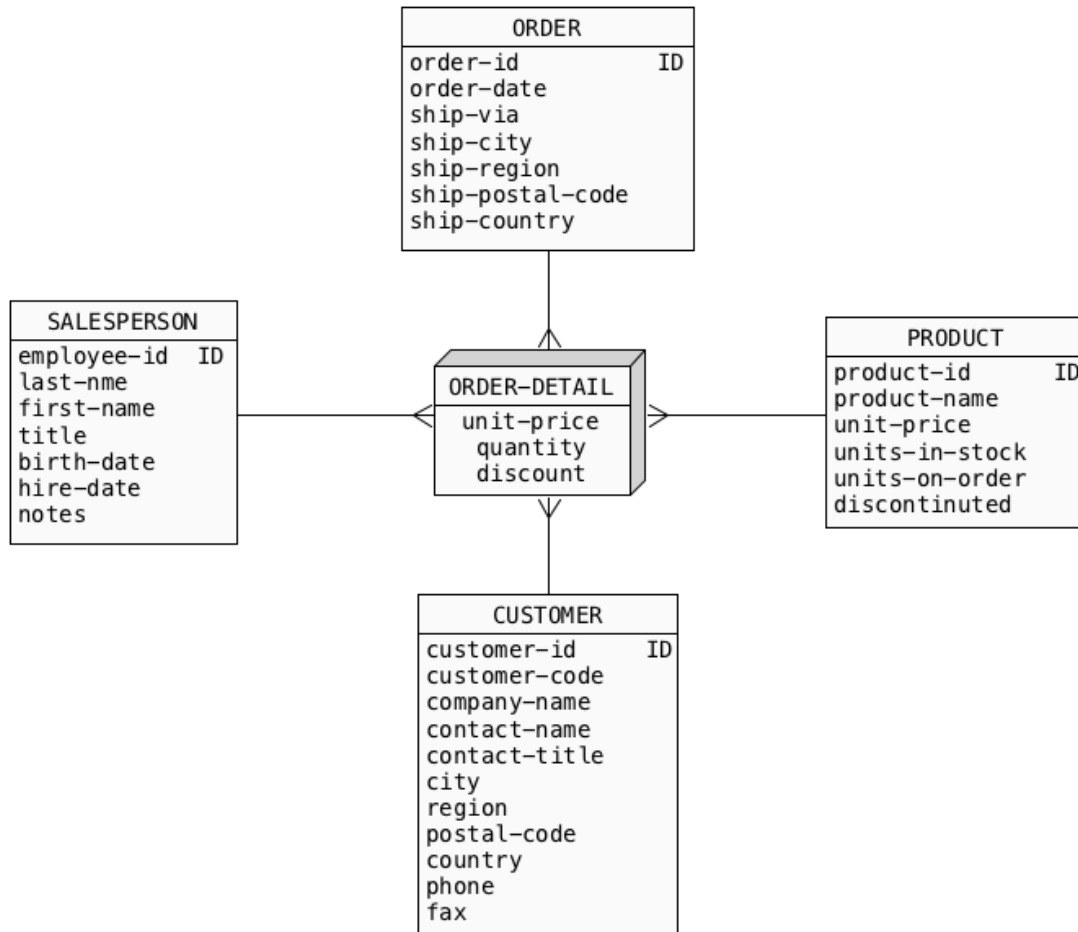 ORDER
order-id ID
order-date
ship-via
ship-city
ship-region
ship-postal-code
ship-country
SALESPERSON
employee-id ID
last-nme
first-name
title
birth-date
hire-date
notes
ORDER-DETAIL
unit-price
quantity
discount
PRODUCT
product-id ID
product-name
unit-price
units-in-stock
units-on-order
discontinuted
CUSTOMER
customer-id ID
customer-code
company-name
contact-name
contact-title
city
region
postal-code
country
phone
fax